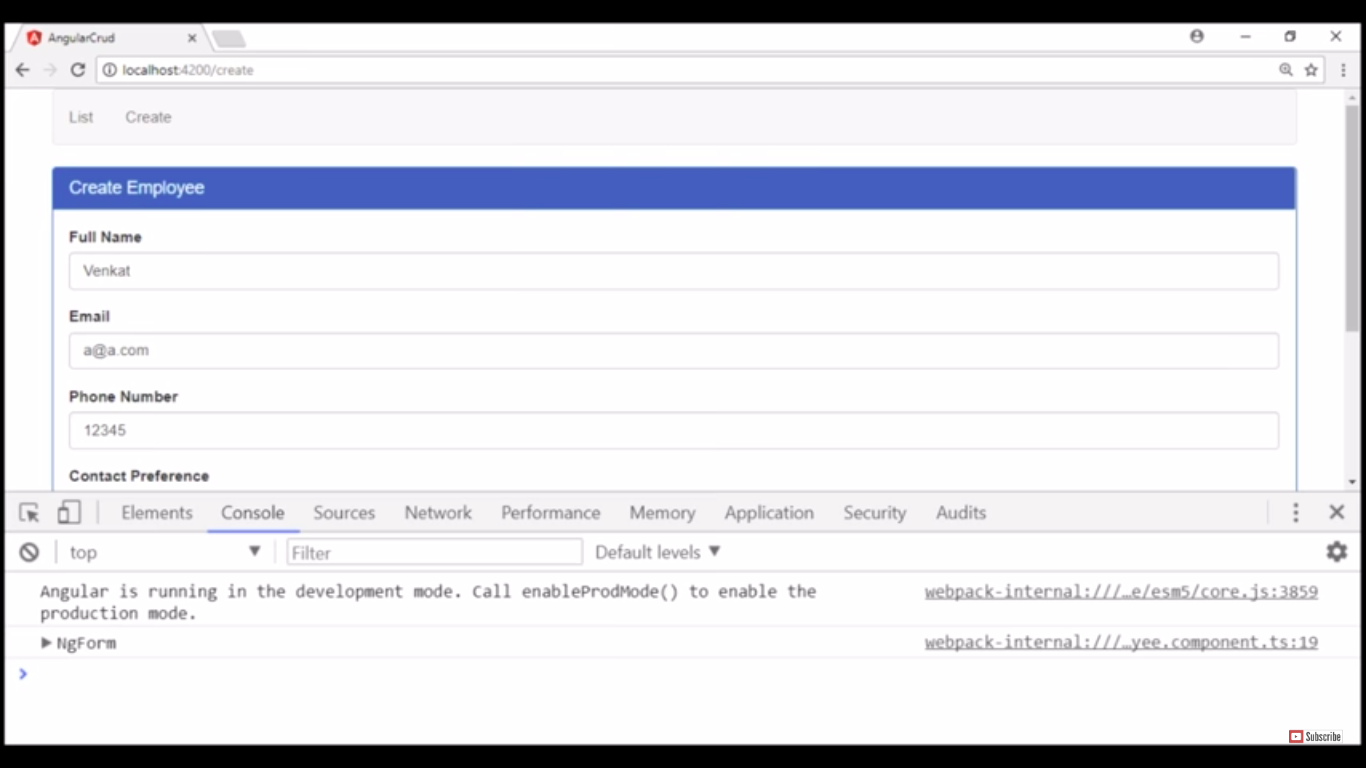 AngularCrud
localhost:4200/create
List Create
Create Employee
Full Name
Venkat
Email
a@a.com
Phone Number
12345
Contact Preference
Elements Console Sources Network Performance Memory Application Security Audits
top Filter Default levels
Angular is running in the development mode. Call enableProdMode() to enable the webpack-internal:///…e/esm5/core.js:3859
production mode.
NgForm webpack-internal:///…yee.component.ts:19
Subscribe